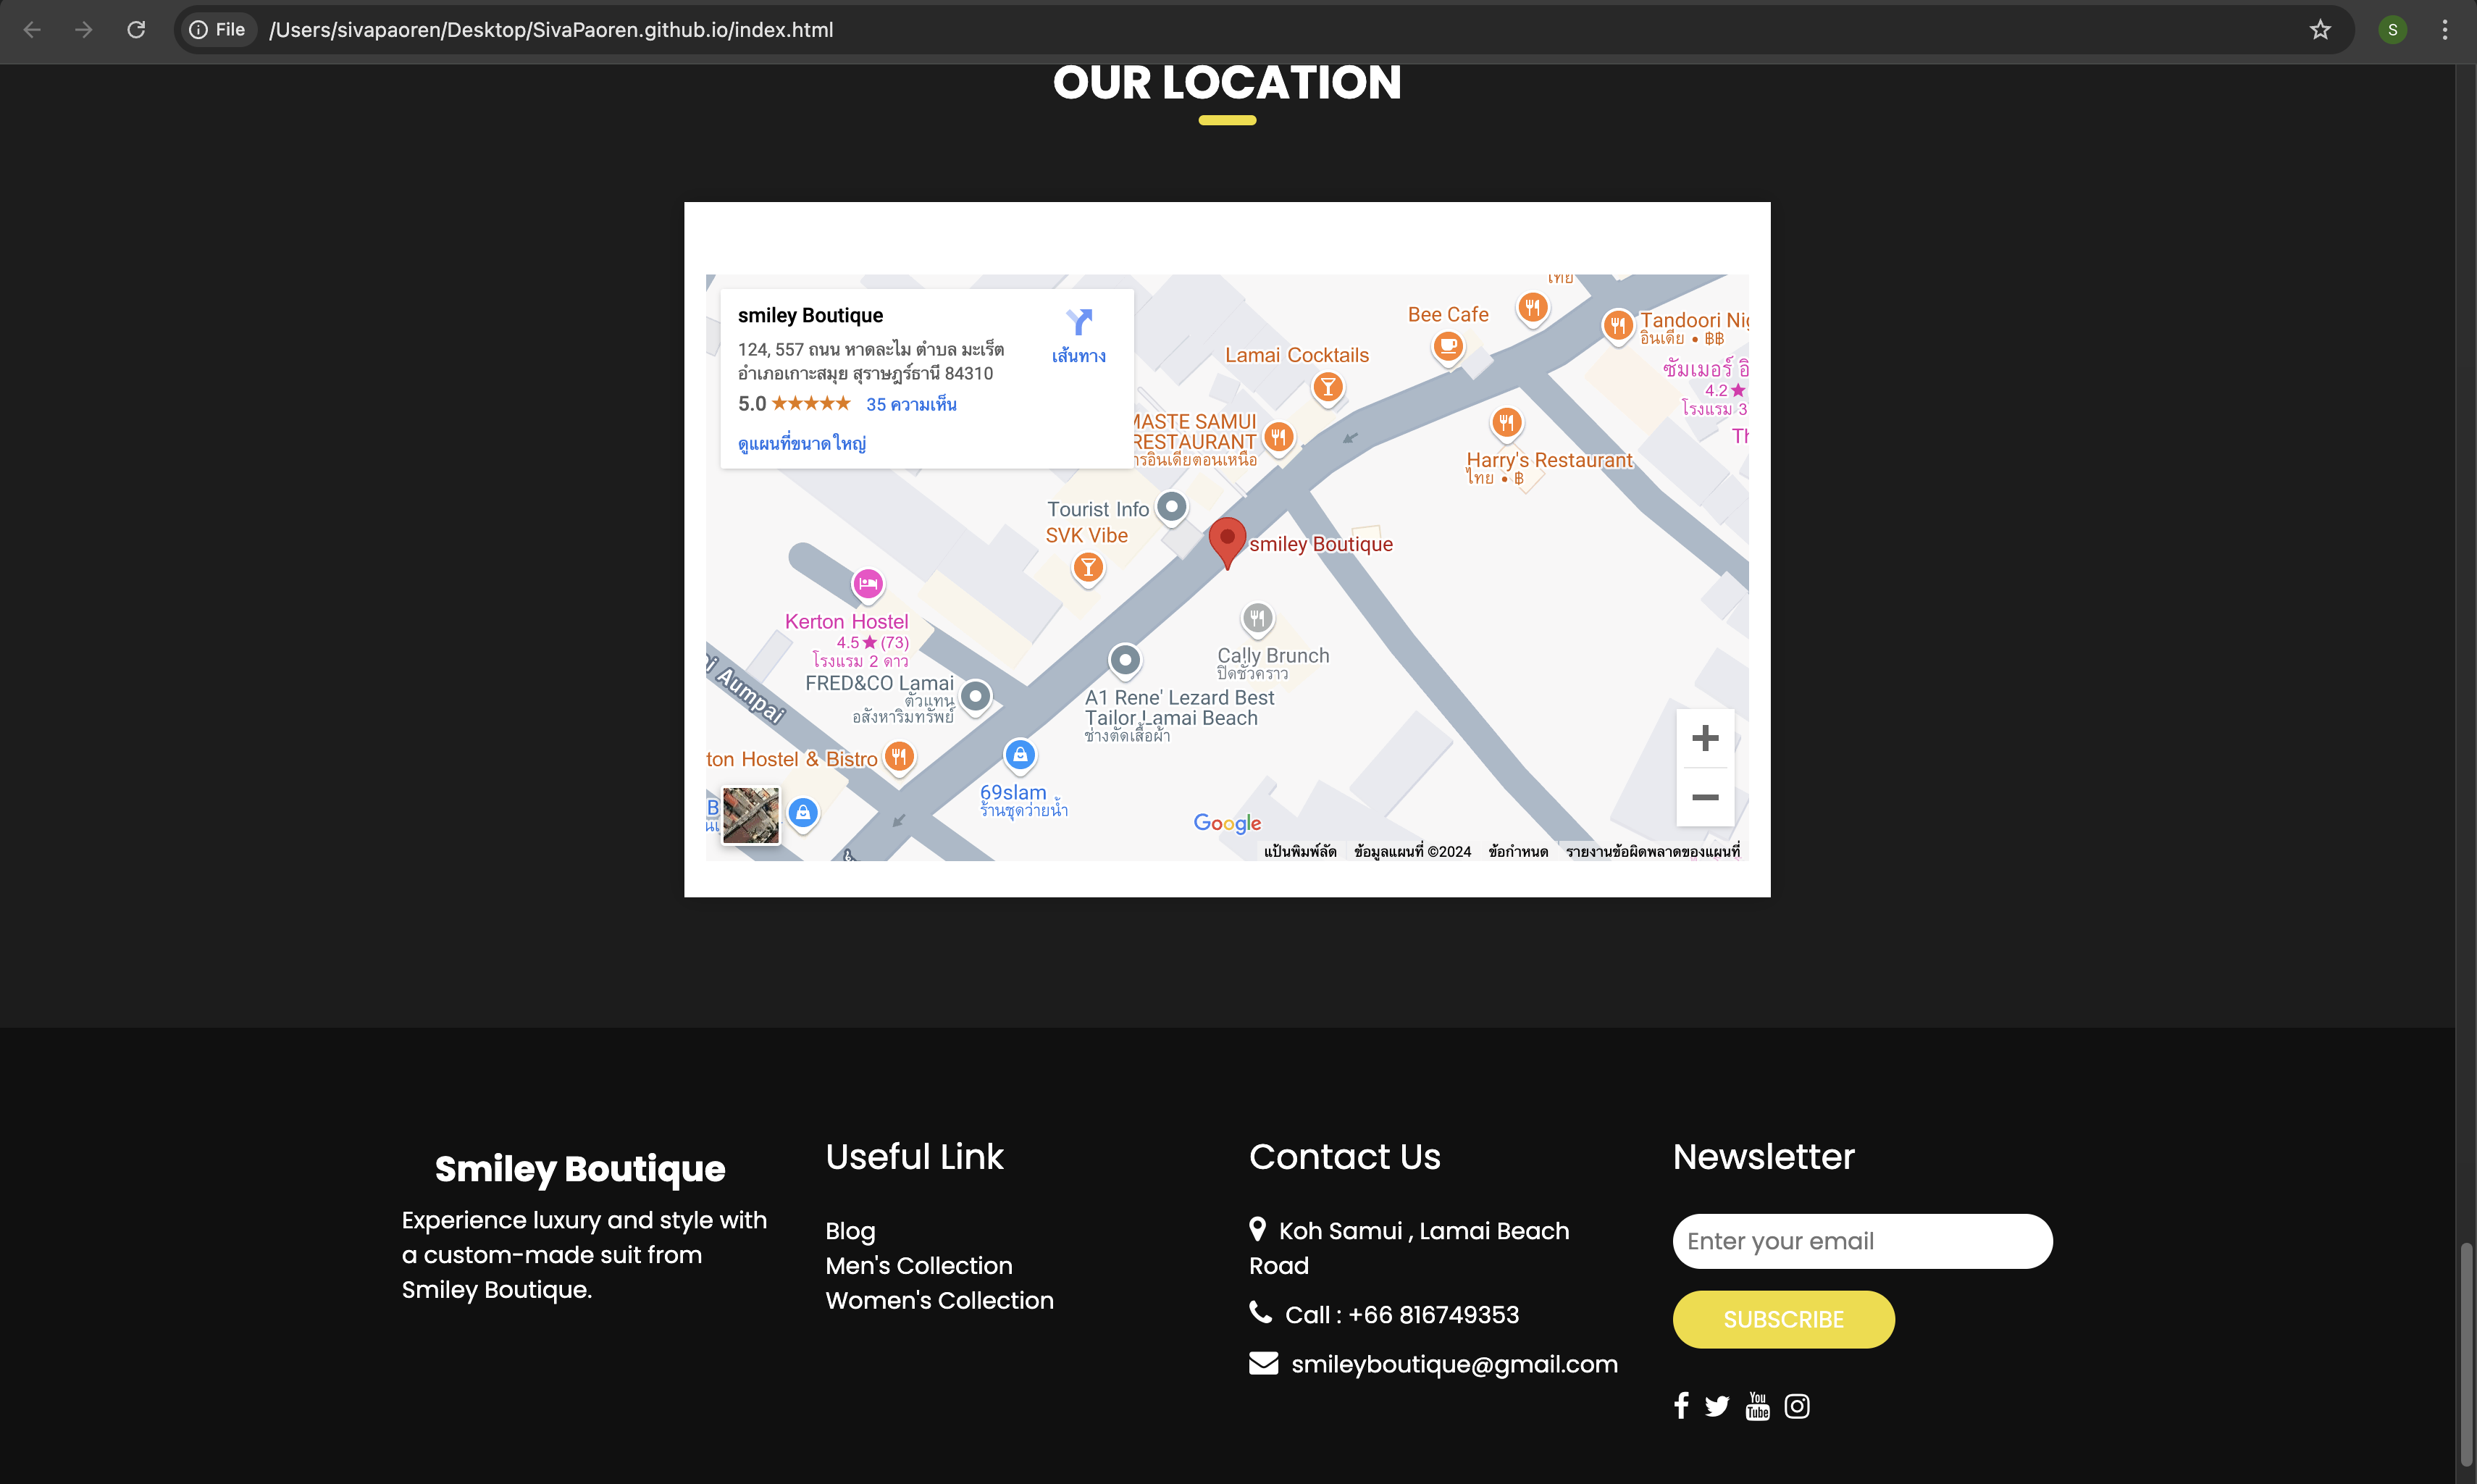 File
/Users/sivapaoren/Desktop/SivaPaoren.github.io/index.html
S
OUR LOCATION
smiley Boutique
124, 557 ถนน หาดละไม ตำบล มะเร็ต
อำเภอเกาะสมุย สุราษฎร์ธานี 84310
5.0 ★★★★★ 35 ความเห็น
ดูแผนที่ขนาดใหญ่
เส้นทาง
ไทย
Bee Cafe
Tandoori Nig
อินเดีย • ฿฿
Lamai Cocktails
ซัมเมอร์ อิ
4.2★
โรงแรม 3
MASTE SAMUI
RESTAURANT
ารอินเดียตอนเหนือ
Th
Harry's Restaurant
ไทย • ฿
Tourist Info
SVK Vibe
smiley Boutique
Kerton Hostel
4.5★(73)
โรงแรม 2 ดาว
Cally Brunch
ปิดชั่วคราว
FRED&CO Lamai
ตัวแทน
อสังหาริมทรัพย์
Aumpai
A1 Rene' Lezard Best
Tailor Lamai Beach
ช่างตัดเสื้อผ้า
ton Hostel & Bistro
69slam
ร้านชุดว่ายน้ำ
B
Google
แป้นพิมพ์ลัด ข้อมูลแผนที่ ©2024 ข้อกำหนด รายงานข้อผิดพลาดของแผนที่
Smiley Boutique
Experience luxury and style with
a custom-made suit from
Smiley Boutique.
Useful Link
Blog
Men's Collection
Women's Collection
Contact Us
Koh Samui , Lamai Beach
Road
Call : +66 816749353
smileyboutique@gmail.com
Newsletter
Enter your email
SUBSCRIBE
You
Tube